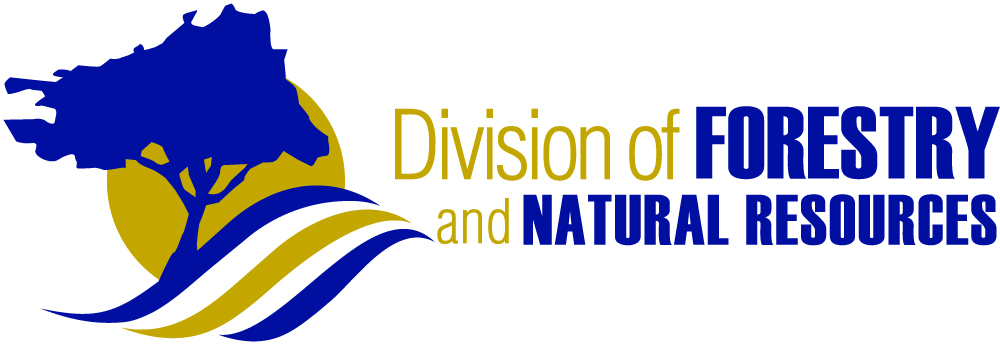 Division of FORESTRY
and NATURAL RESOURCES